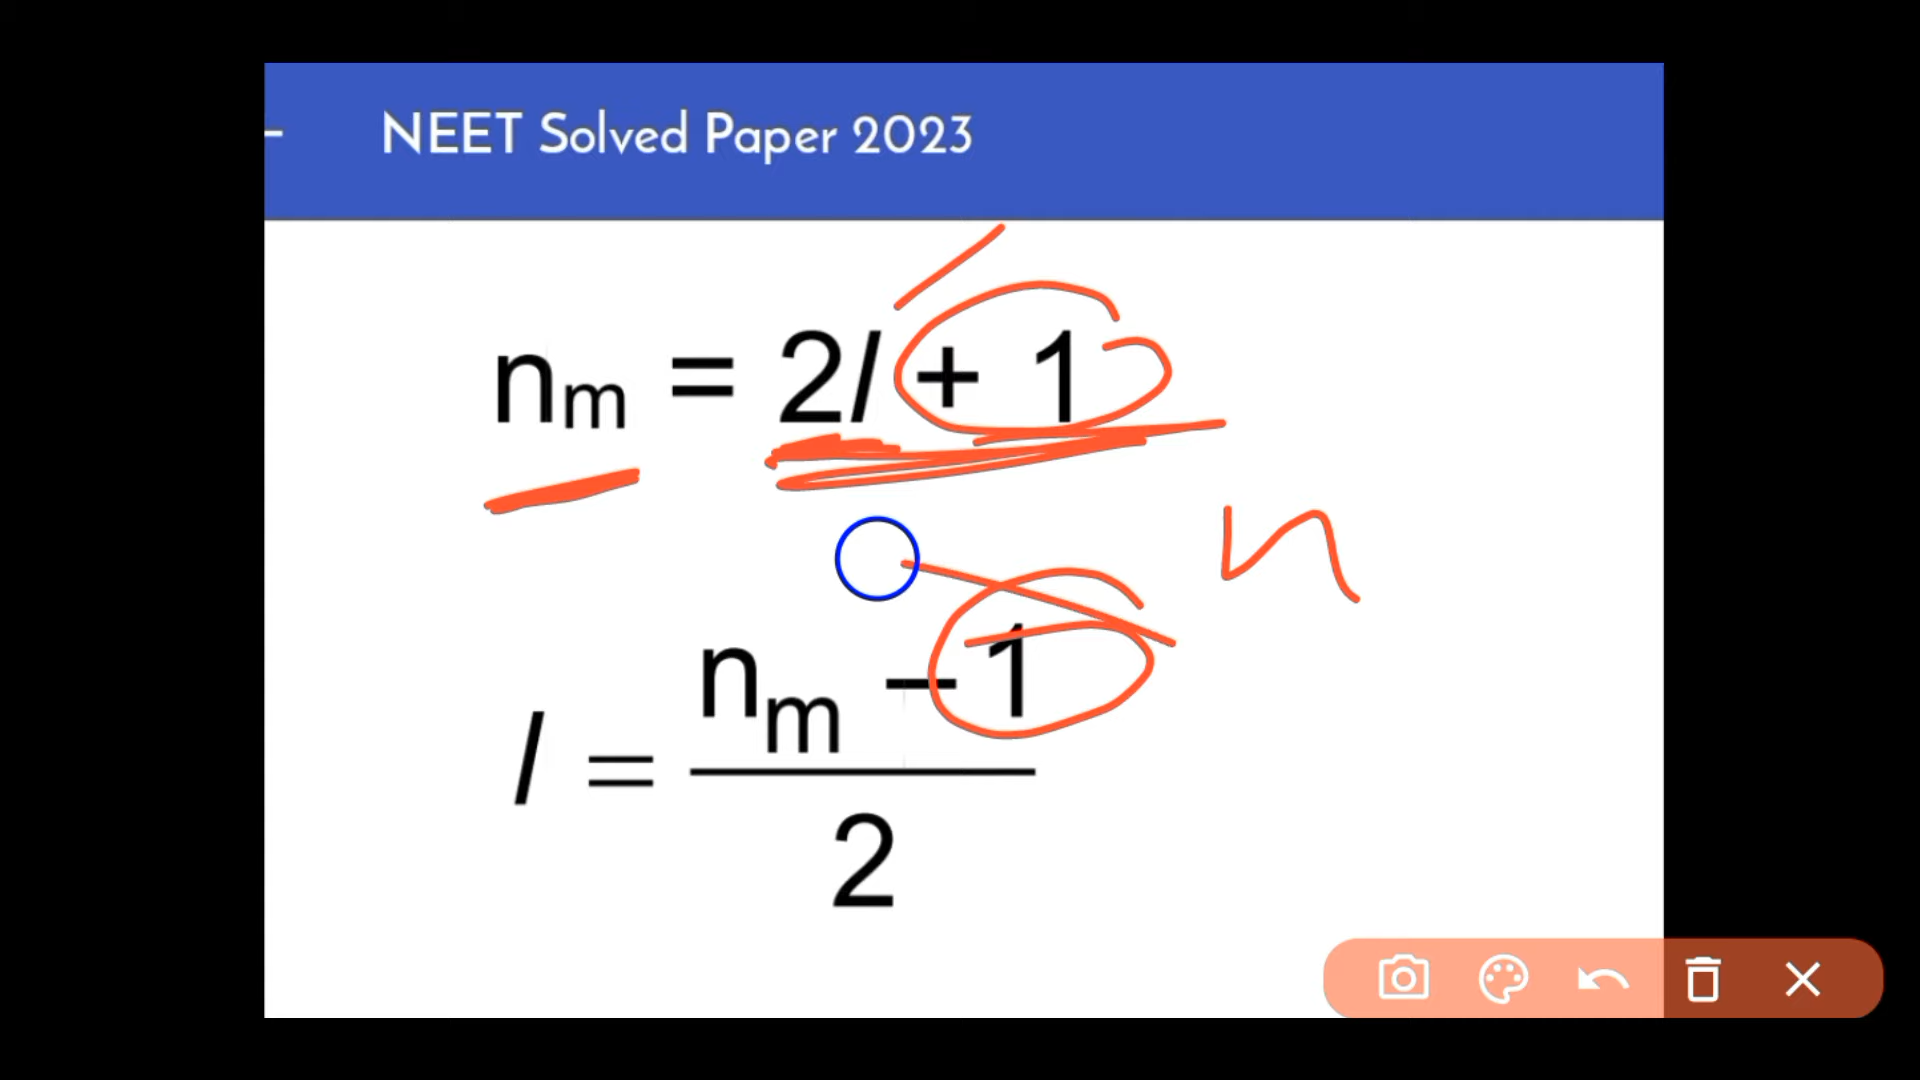 – NEET Solved Paper 2023
nₘ = 2l + 1
n
l = (nₘ – 1) / 2